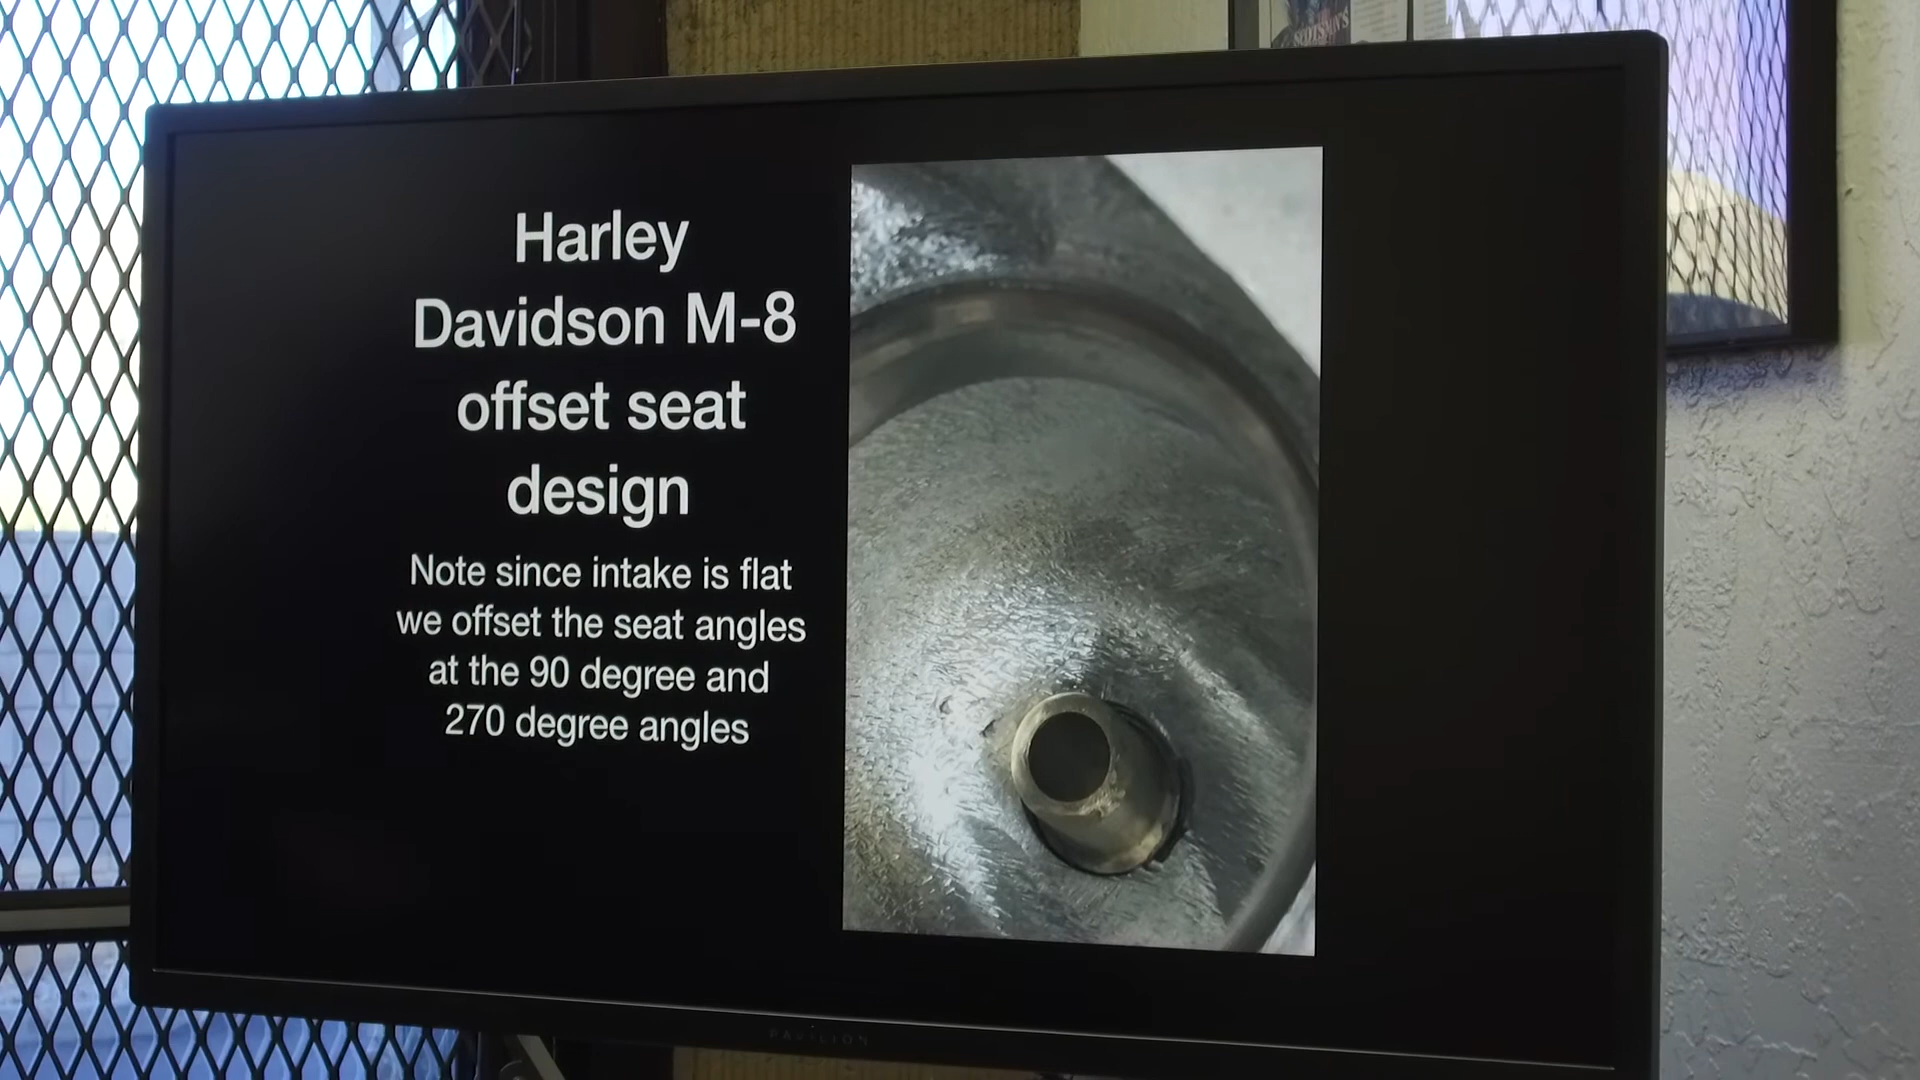 Harley
Davidson M-8
offset seat
design
Note since intake is flat
we offset the seat angles
at the 90 degree and
270 degree angles
PAVILION